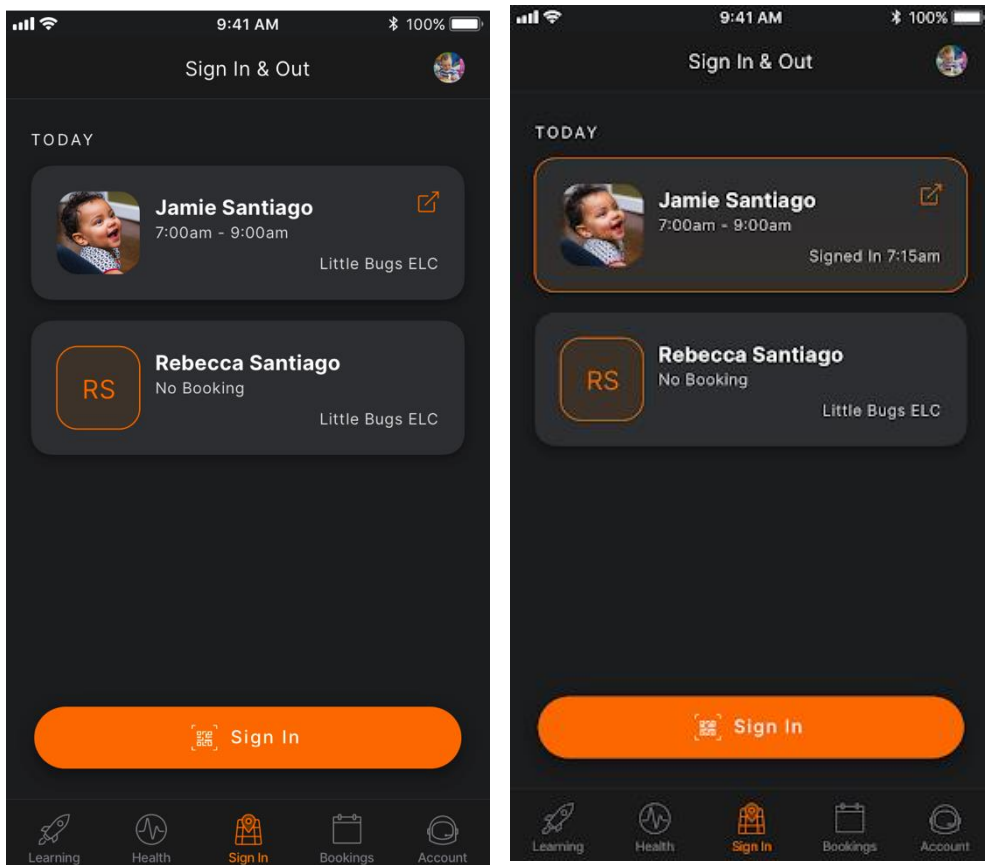 9:41 AM
100%
Sign In & Out
TODAY
Jamie Santiago
7:00am - 9:00am
Little Bugs ELC
RS
Rebecca Santiago
No Booking
Little Bugs ELC
Sign In
Learning
Health
Sign In
Bookings
Account
9:41 AM
100%
Sign In & Out
TODAY
Jamie Santiago
7:00am - 9:00am
Signed In 7:15am
RS
Rebecca Santiago
No Booking
Little Bugs ELC
Sign In
Learning
Health
Sign In
Bookings
Account